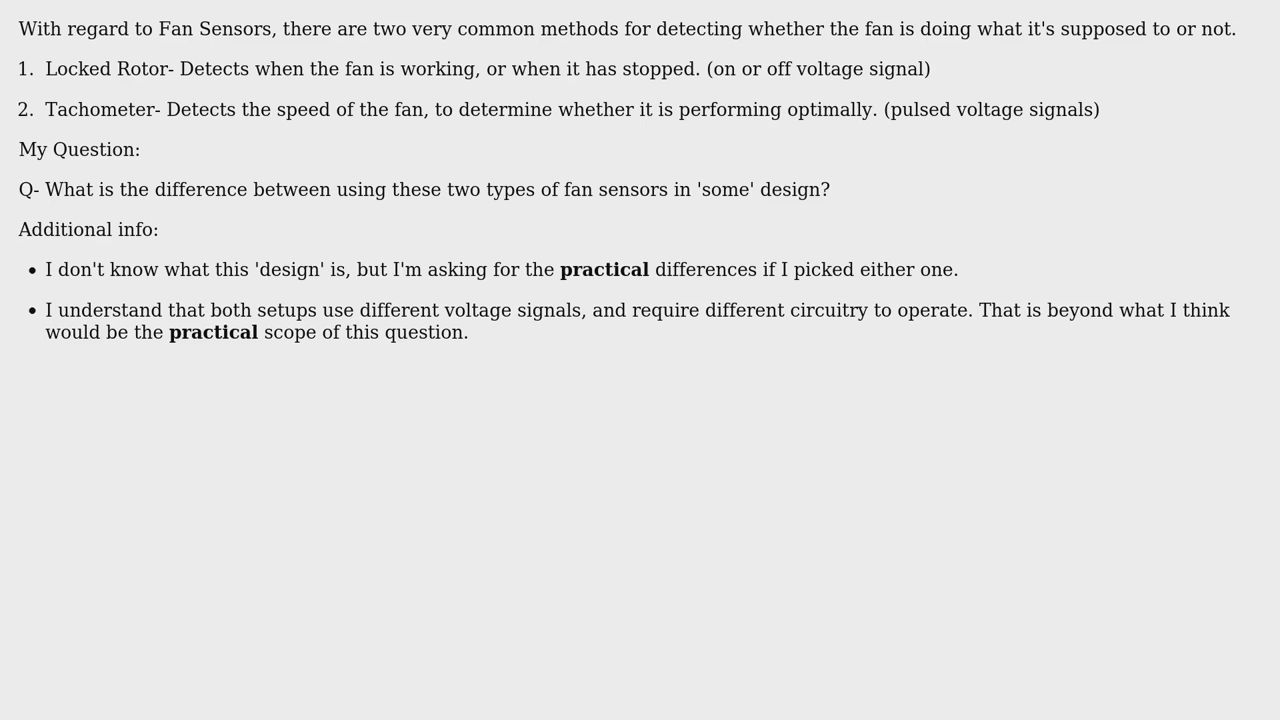 With regard to Fan Sensors, there are two very common methods for detecting whether the fan is doing what it's supposed to or not.
1. Locked Rotor- Detects when the fan is working, or when it has stopped. (on or off voltage signal)
2. Tachometer- Detects the speed of the fan, to determine whether it is performing optimally. (pulsed voltage signals)
My Question:
Q- What is the difference between using these two types of fan sensors in 'some' design?
Additional info:
• I don't know what this 'design' is, but I'm asking for the practical differences if I picked either one.
• I understand that both setups use different voltage signals, and require different circuitry to operate. That is beyond what I think
would be the practical scope of this question.